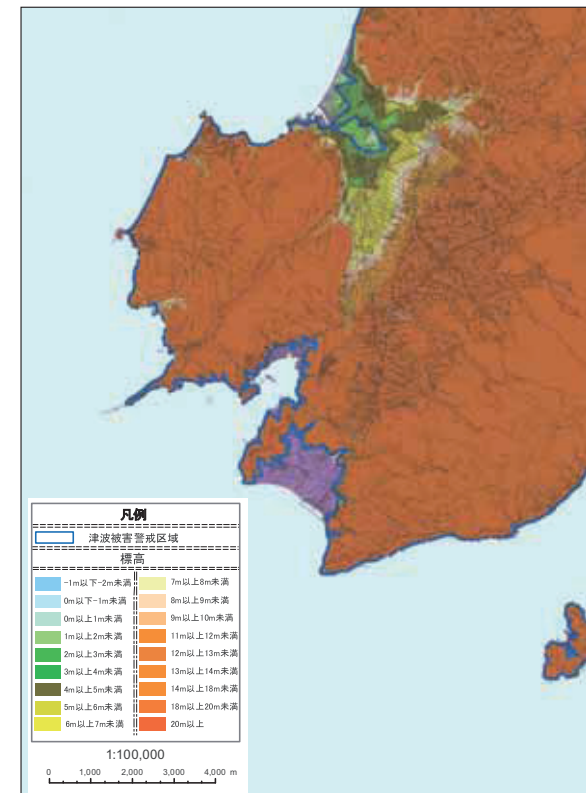 凡例
津波被害警戒区域
標高
-1m以下-2m未満
0m以下-1m未満
0m以上1m未満
1m以上2m未満
2m以上3m未満
3m以上4m未満
4m以上5m未満
5m以上6m未満
6m以上7m未満
7m以上8m未満
8m以上9m未満
9m以上10m未満
11m以上12m未満
12m以上13m未満
13m以上14m未満
14m以上18m未満
18m以上20m未満
20m以上
1:100,000
0 1,000 2,000 3,000 4,000 m